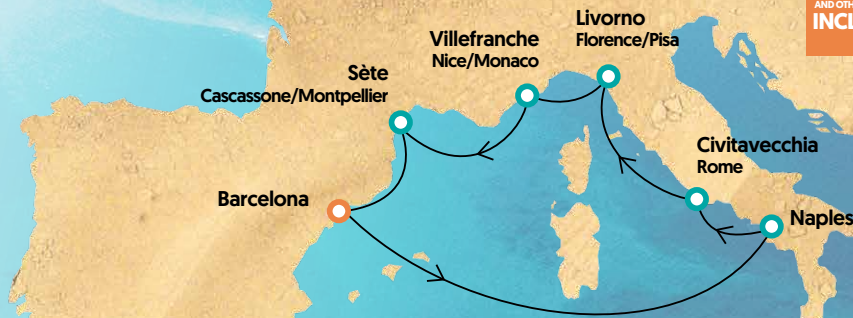 AND OTH
INCL
Livorno
Florence/Pisa
Villefranche
Nice/Monaco
Sète
Cascassone/Montpellier
Civitavecchia
Rome
Barcelona
Naples